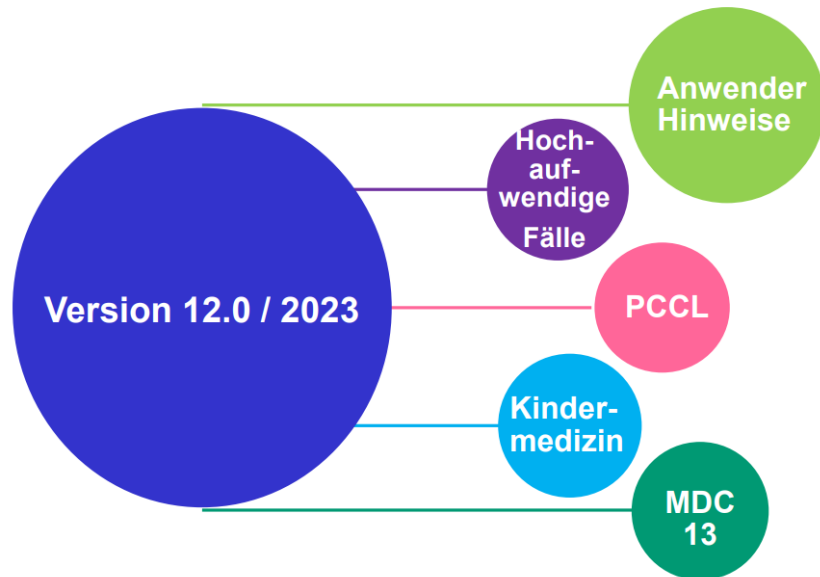 Anwender
Hinweise
Hoch-
auf-
wendige
Fälle
Version 12.0 / 2023
PCCL
Kinder-
medizin
MDC
13